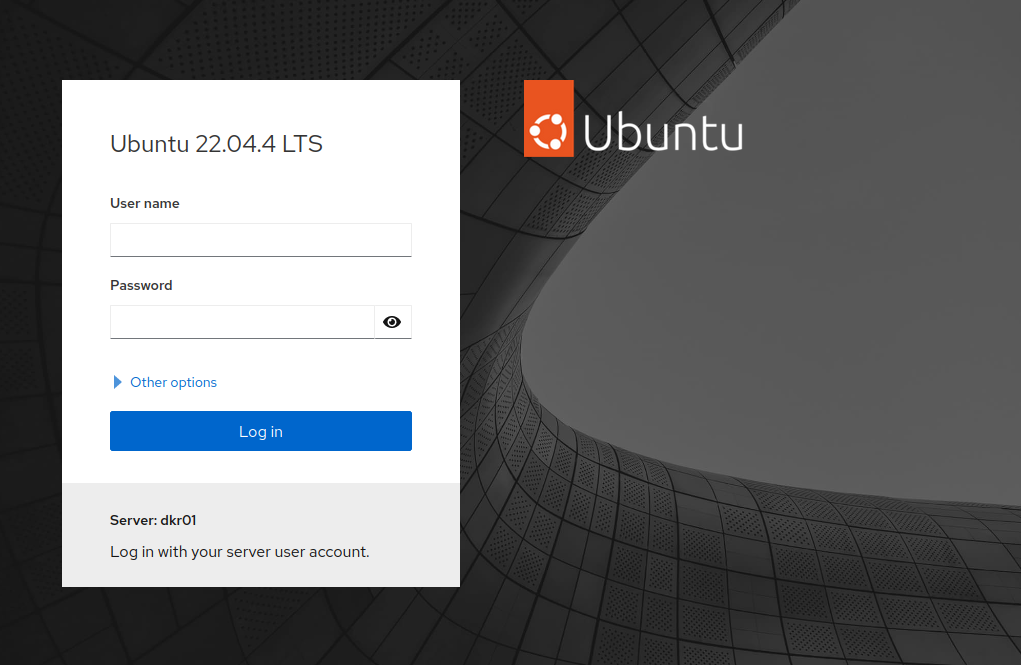 Ubuntu 22.04.4 LTS
User name
Password
Other options
Log in
Server: dkr01
Log in with your server user account.
Ubuntu